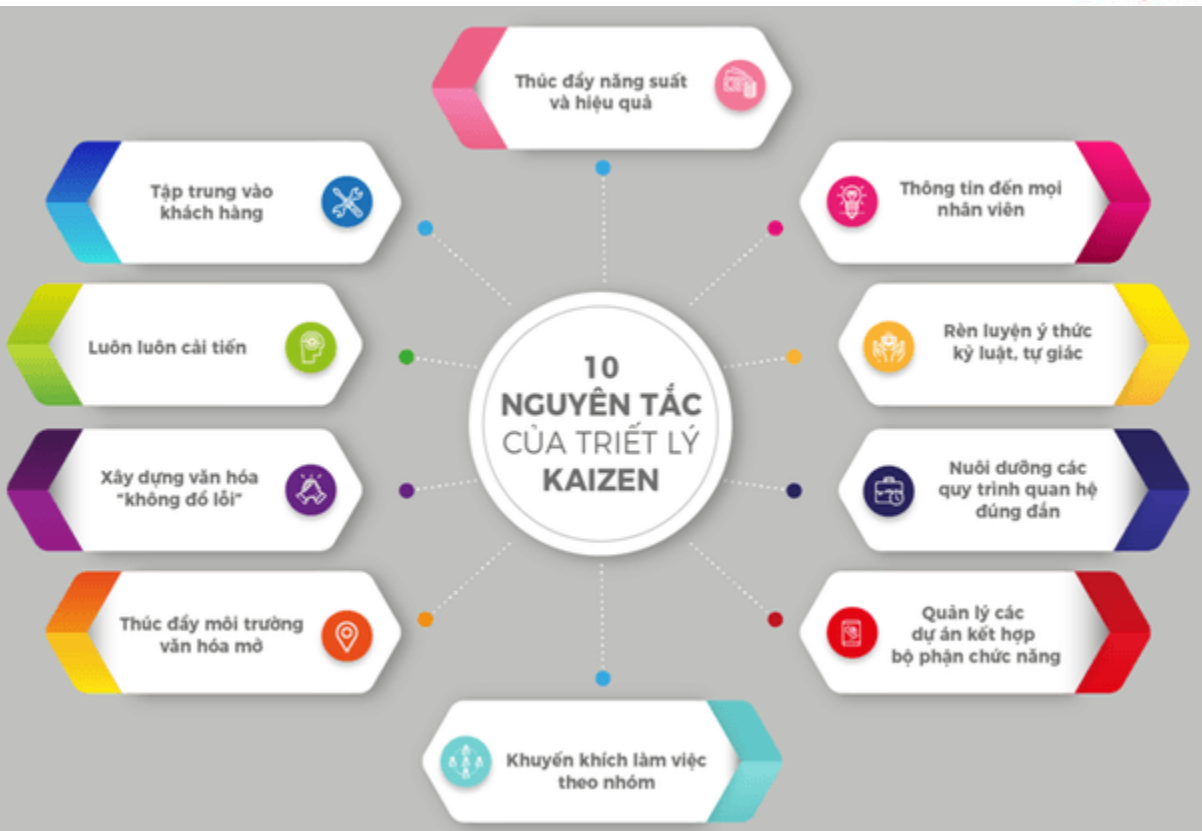 Thúc đẩy năng suất
và hiệu quả
Tập trung vào
khách hàng
Thông tin đến mọi
nhân viên
Luôn luôn cải tiến
Rèn luyện ý thức
kỷ luật, tự giác
10
NGUYÊN TẮC
CỦA TRIẾT LÝ
KAIZEN
Xây dựng văn hóa
"không đổ lỗi"
Nuôi dưỡng các
quy trình quan hệ
đúng đắn
Thúc đẩy môi trường
văn hóa mở
Quản lý các
dự án kết hợp
bộ phận chức năng
Khuyến khích làm việc
theo nhóm